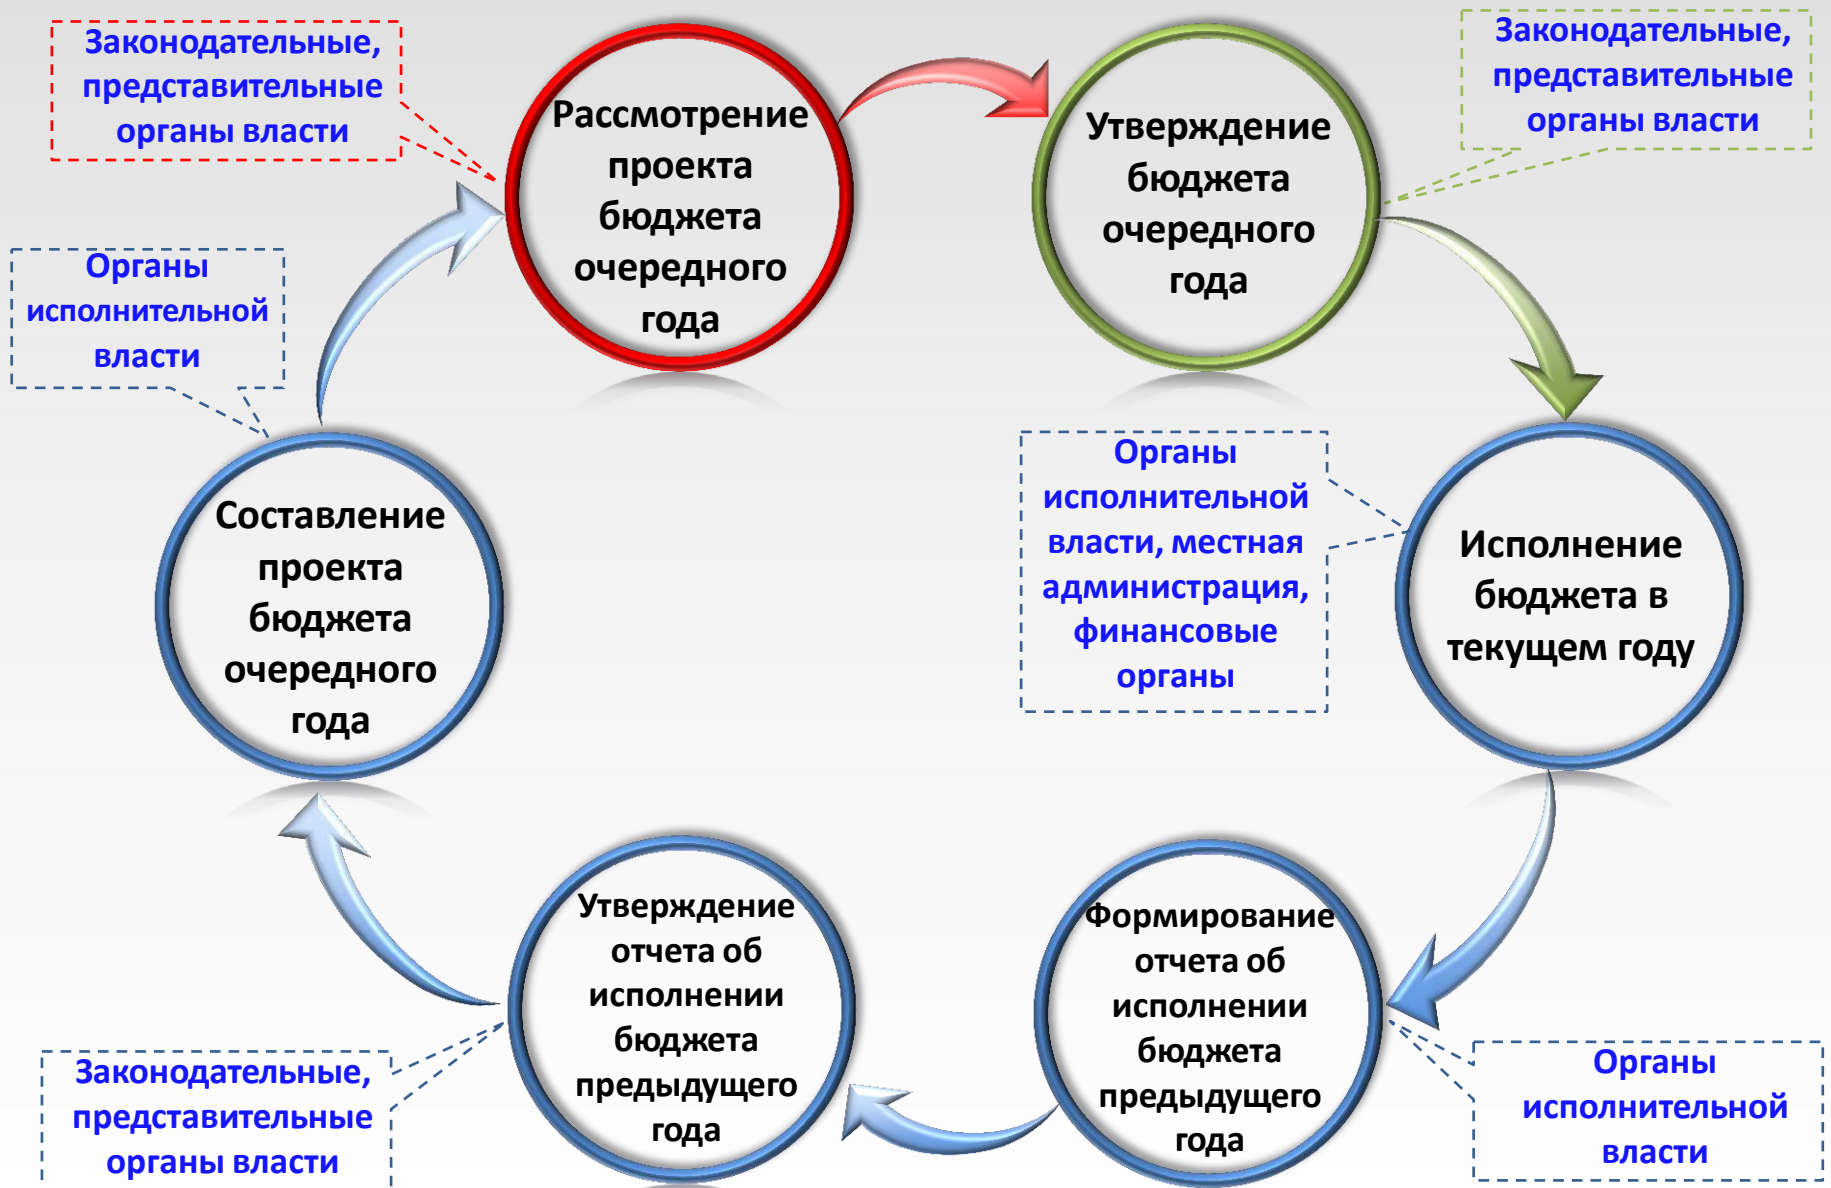 Законодательные,
представительные
органы власти
Рассмотрение
проекта
бюджета
очередного
года
Утверждение
бюджета
очередного
года
Законодательные,
представительные
органы власти
Органы
исполнительной
власти
Составление
проекта
бюджета
очередного
года
Органы
исполнительной
власти, местная
администрация,
финансовые
органы
Исполнение
бюджета в
текущем году
Законодательные,
представительные
органы власти
Утверждение
отчета об
исполнении
бюджета
предыдущего
года
Формирование
отчета об
исполнении
бюджета
предыдущего
года
Органы
исполнительной
власти